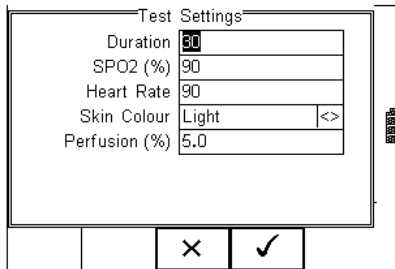 Test Settings
Duration 30
SPO2 (%) 90
Heart Rate 90
Skin Colour Light <>
Perfusion (%) 5.0